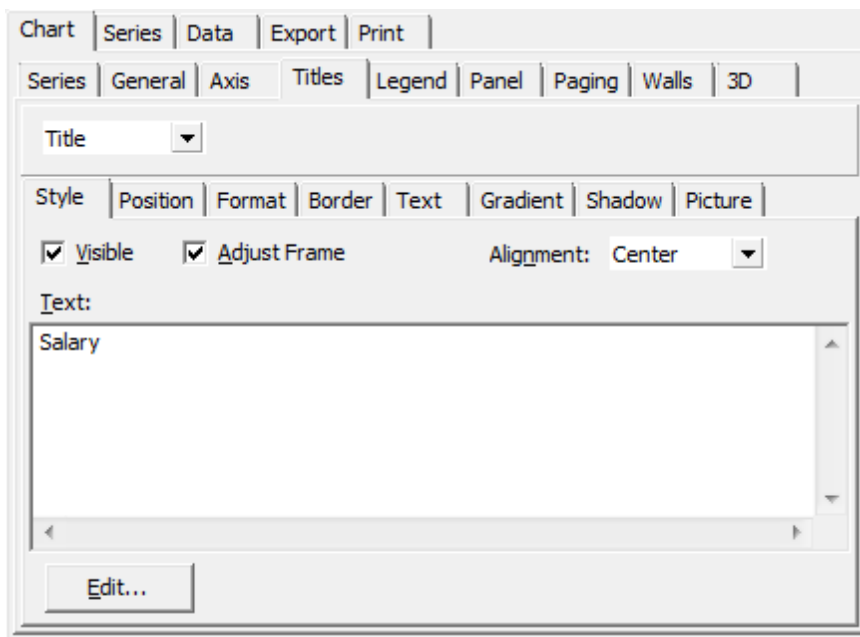 Chart Series Data Export Print
Series General Axis Titles Legend Panel Paging Walls 3D
Title
Style Position Format Border Text Gradient Shadow Picture
Visible Adjust Frame Alignment: Center
Text:
Salary
Edit...